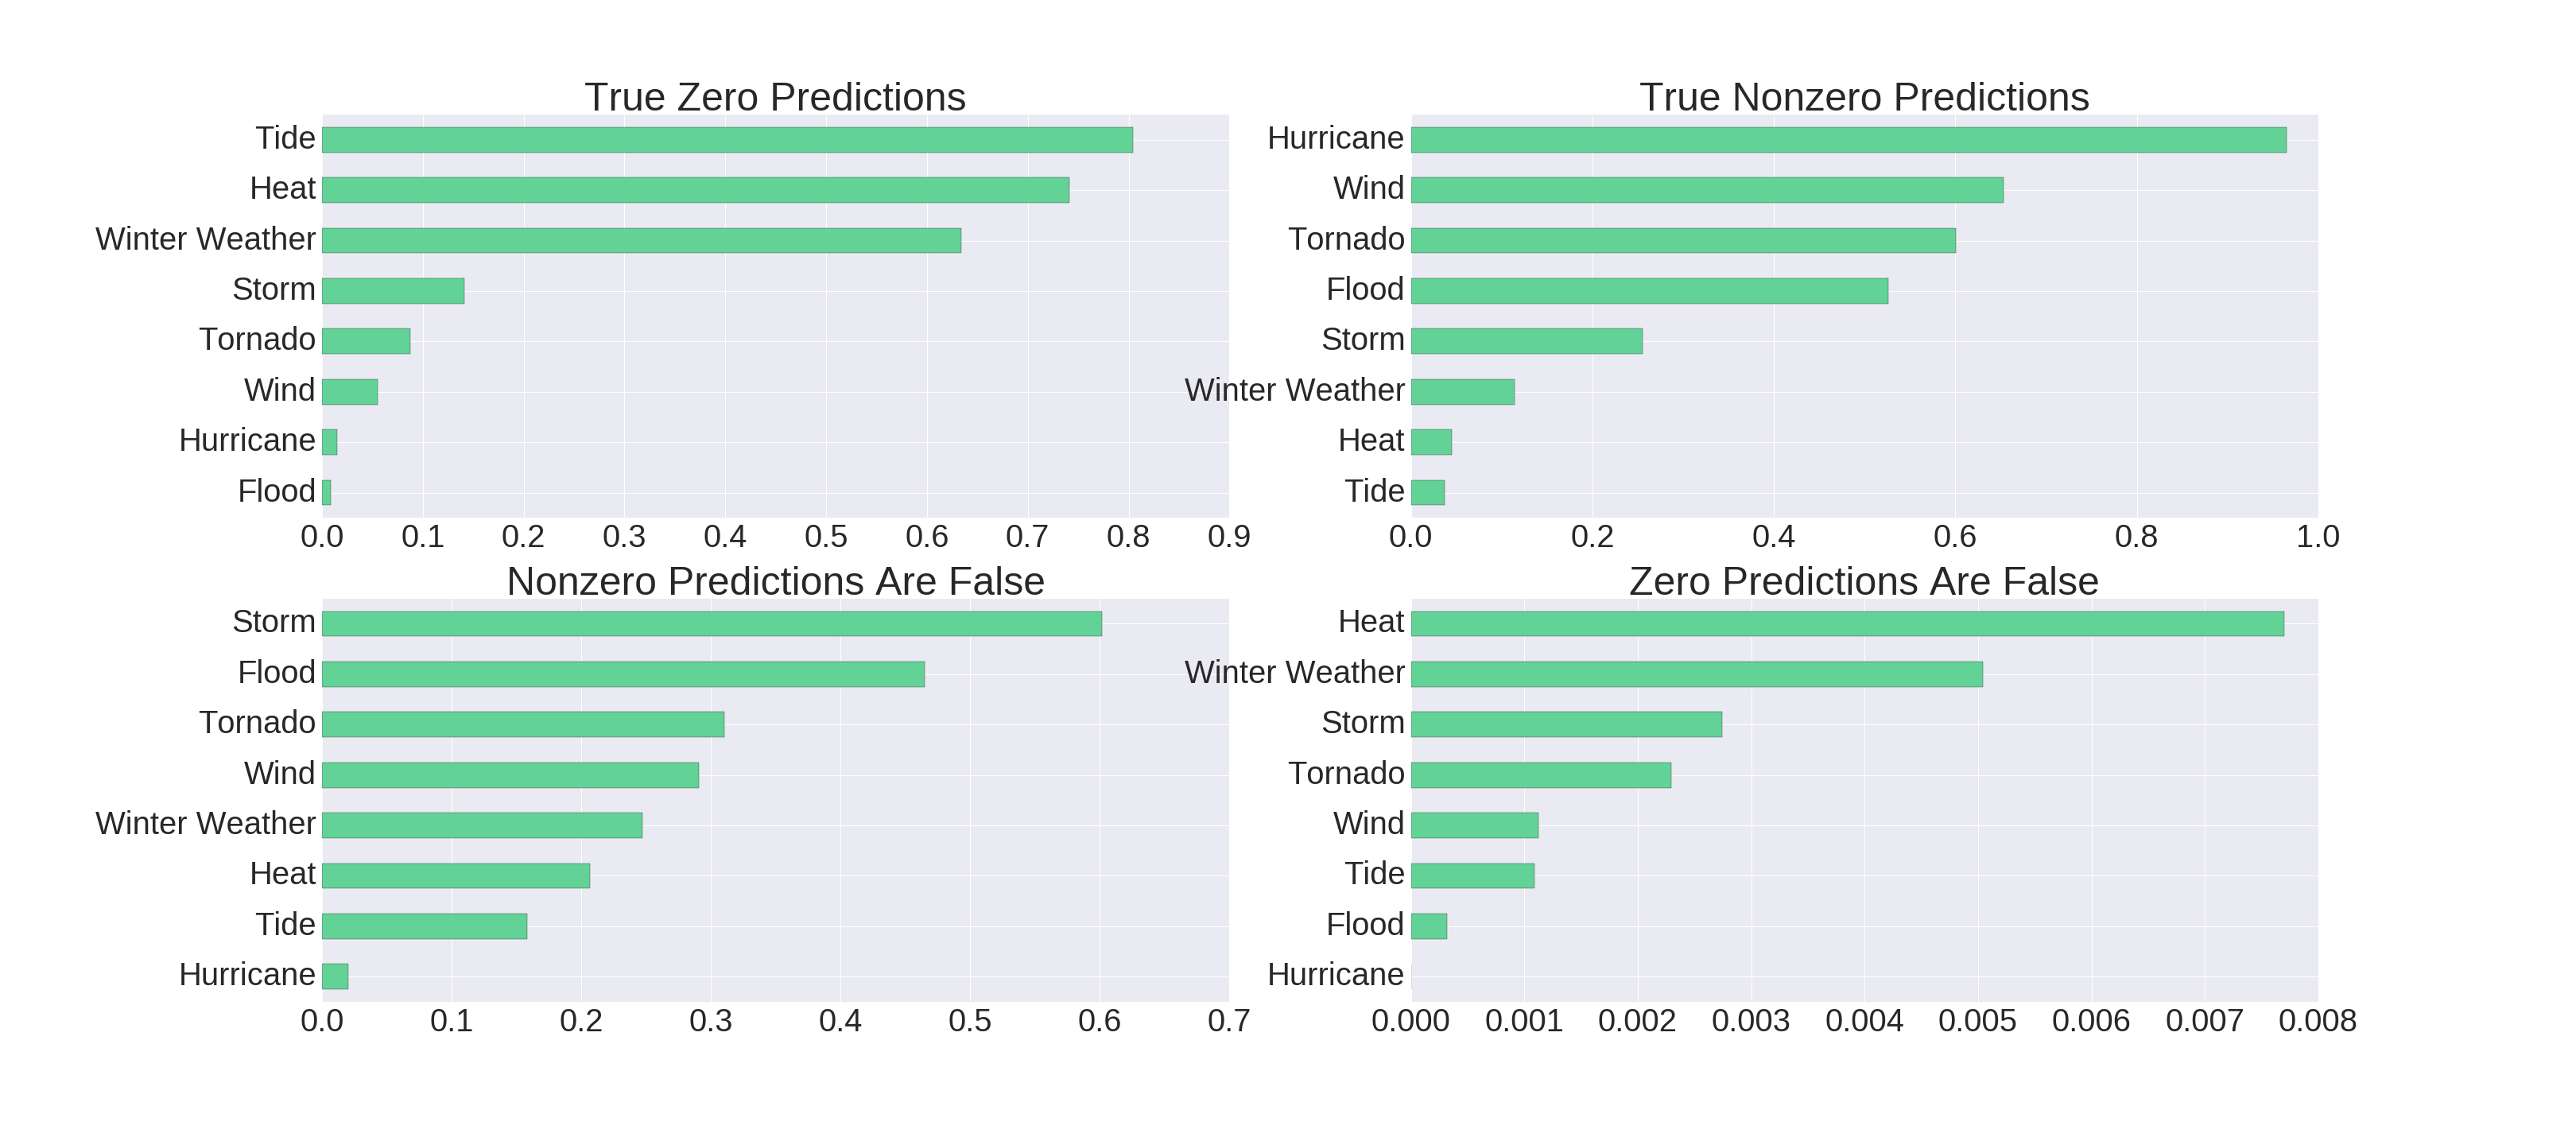 True Zero Predictions
Tide
Heat
Winter Weather
Storm
Tornado
Wind
Hurricane
Flood
0.0 0.1 0.2 0.3 0.4 0.5 0.6 0.7 0.8 0.9
True Nonzero Predictions
Hurricane
Wind
Tornado
Flood
Storm
Winter Weather
Heat
Tide
0.0 0.2 0.4 0.6 0.8 1.0
Nonzero Predictions Are False
Storm
Flood
Tornado
Wind
Winter Weather
Heat
Tide
Hurricane
0.0 0.1 0.2 0.3 0.4 0.5 0.6 0.7
Zero Predictions Are False
Heat
Winter Weather
Storm
Tornado
Wind
Tide
Flood
Hurricane
0.000 0.001 0.002 0.003 0.004 0.005 0.006 0.007 0.008